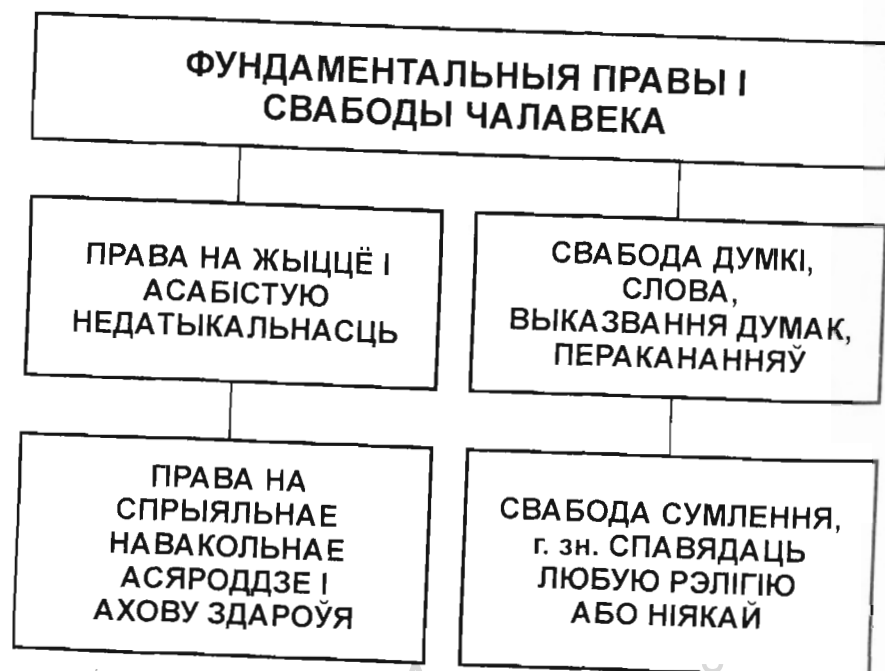 ФУНДАМЕНТАЛЬНЫЯ ПРАВЫ І
СВАБОДЫ ЧАЛАВЕКА
ПРАВА НА ЖЫЦЦЁ І
АСАБІСТУЮ
НЕДАТЫКАЛЬНАСЦЬ
СВАБОДА ДУМКІ,
СЛОВА,
ВЫКАЗВАННЯ ДУМАК,
ПЕРАКАНАННЯЎ
ПРАВА НА
СПРЫЯЛЬНАЕ
НАВАКОЛЬНАЕ
АСЯРОДДЗЕ І
АХОВУ ЗДАРОЎЯ
СВАБОДА СУМЛЕННЯ,
г. зн. СПАВЯДАЦЬ
ЛЮБУЮ РЭЛІГІЮ
АБО НІЯКАЙ